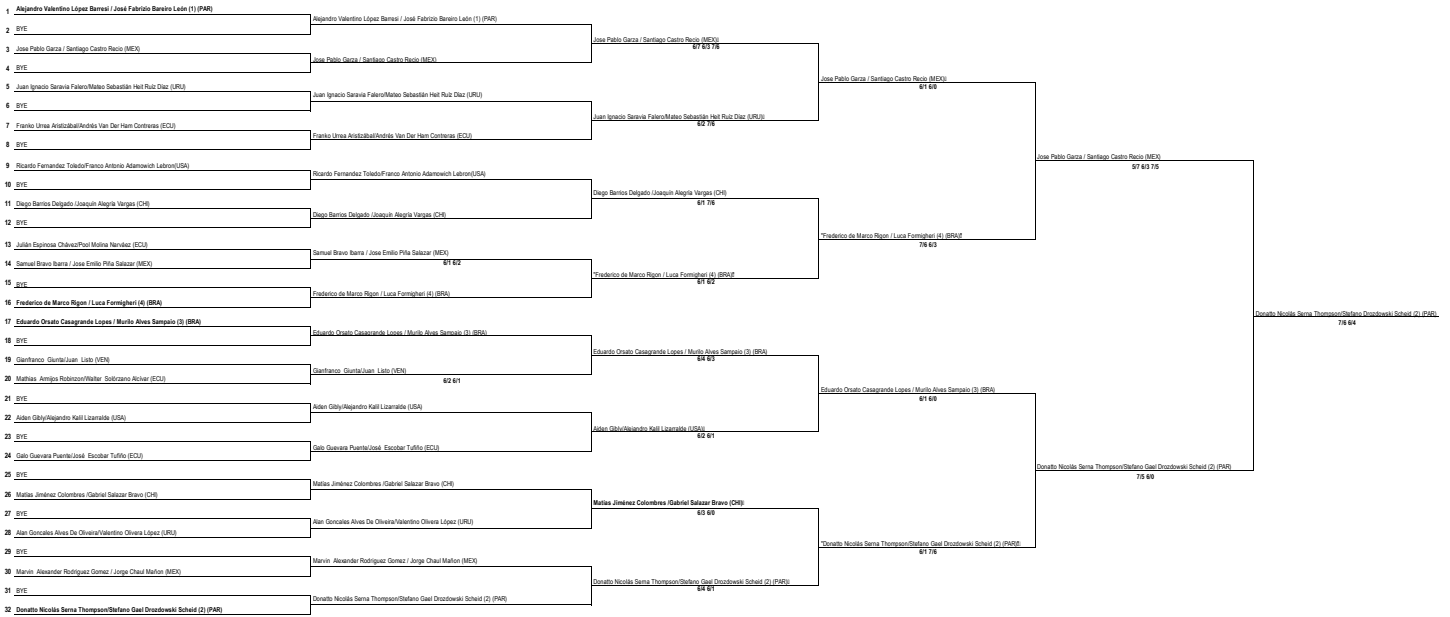 1 Alejandro Valentino López Barresi / José Fabrizio Bareiro León (PAR)
2 BYE
3 Jose Pablo Garza / Santiago Castro Recio (MEX)
4 BYE
5 Juan Ignacio Saravia Falero/Mateo Sebastián Heit Ruíz Díaz (URU)
6 BYE
7 Franko Urrea Aristizábal/Andrés Van Der Ham Contreras (ECU)
8 BYE
9 Ricardo Fernandez Toledo/Franco Antonio Adamowich Lebron(USA)
10 BYE
11 Diego Barrios Delgado /Joaquín Alegría Vargas (CHI)
12 BYE
13 Julián Espinosa Chávez/Pool Molina Narváez (ECU)
14 Samuel Bravo Ibarra / Jose Emilio Piña Salazar (MEX)
15 BYE
16 Frederico de Marco Rigon / Luca Formigheri (4) (BRA)
17 Eduardo Orsato Casagrande Lopes / Murilo Alves Sampaio (3) (BRA)
18 BYE
19 Gianfranco Giunta/Juan Listo (VEN)
20 Mathias Armijos Robinzon/Walter Solórzano Alcívar (ECU)
21 BYE
22 Aiden Gibly/Alejandro Kalil Lizarralde (USA)
23 BYE
24 Galo Guevara Puente/José Escobar Tufiño (ECU)
25 BYE
26 Matías Jiménez Colombres /Gabriel Salazar Bravo (CHI)
27 BYE
28 Alan Goncales Alves De Oliveira/Valentino Olivera López (URU)
29 BYE
30 Marvin Alexander Rodriguez Gomez / Jorge Chaul Mañon (MEX)
31 BYE
32 Donatto Nicolás Serna Thompson/Stefano Gael Drozdowski Scheid (2) (PAR)
Alejandro Valentino López Barresi / José Fabrizio Bareiro León (1) (PAR)
Jose Pablo Garza / Santiago Castro Recio (MEX)
Juan Ignacio Saravia Falero/Mateo Sebastián Heit Ruíz Díaz (URU)
Franko Urrea Aristizábal/Andrés Van Der Ham Contreras (ECU)
Ricardo Fernandez Toledo/Franco Antonio Adamowich Lebron(USA)
Diego Barrios Delgado /Joaquín Alegría Vargas (CHI)
Samuel Bravo Ibarra / Jose Emilio Piña Salazar (MEX)
6/1 6/2
Frederico de Marco Rigon / Luca Formigheri (4) (BRA)
Eduardo Orsato Casagrande Lopes / Murilo Alves Sampaio (3) (BRA)
Gianfranco Giunta/Juan Listo (VEN)
6/2 6/1
Aiden Gibly/Alejandro Kalil Lizarralde (USA)
Galo Guevara Puente/José Escobar Tufiño (ECU)
Matías Jiménez Colombres /Gabriel Salazar Bravo (CHI)
Alan Goncales Alves De Oliveira/Valentino Olivera López (URU)
Marvin Alexander Rodriguez Gomez / Jorge Chaul Mañon (MEX)
Donatto Nicolás Serna Thompson/Stefano Gael Drozdowski Scheid (2) (PAR)
Jose Pablo Garza / Santiago Castro Recio (MEX)
6/7 6/3 7/6
Juan Ignacio Saravia Falero/Mateo Sebastián Heit Ruíz Díaz (URU)
6/2 7/6
Diego Barrios Delgado /Joaquín Alegría Vargas (CHI)
6/1 7/6
"Frederico de Marco Rigon / Luca Formigheri (4) (BRA)
6/1 6/2
Eduardo Orsato Casagrande Lopes / Murilo Alves Sampaio (3) (BRA)
6/4 6/3
Aiden Gibly/Alejandro Kalil Lizarralde (USA)
6/2 6/1
Matías Jiménez Colombres /Gabriel Salazar Bravo (CHI)
6/3 6/0
Donatto Nicolás Serna Thompson/Stefano Gael Drozdowski Scheid (2) (PAR)
6/4 6/1
Jose Pablo Garza / Santiago Castro Recio (MEX)
6/1 6/0
"Frederico de Marco Rigon / Luca Formigheri (4) (BRA)
7/6 6/3
Eduardo Orsato Casagrande Lopes / Murilo Alves Sampaio (3) (BRA)
6/1 6/0
"Donatto Nicolás Serna Thompson/Stefano Gael Drozdowski Scheid (2) (PAR)
6/1 7/6
Jose Pablo Garza / Santiago Castro Recio (MEX)
5/7 6/3 7/5
Donatto Nicolás Serna Thompson/Stefano Gael Drozdowski Scheid (2) (PAR)
7/5 6/0
Donatto Nicolás Serna Thompson/Stefano Gael Drozdowski Scheid (2) (PAR)
7/6 6/4